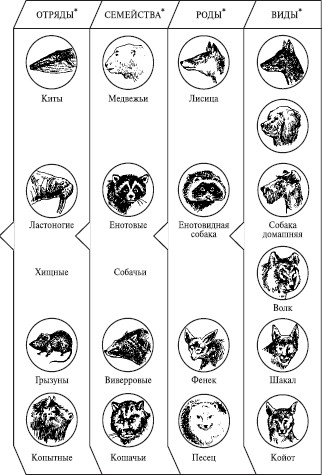 ОТРЯДЫ* СЕМЕЙСТВА* РОДЫ* ВИДЫ*
Киты Медвежьи Лисица
Ластоногие Енотовые Енотовидная собака Собака домашняя
Хищные Собачьи
Волк
Грызуны Виверровые Фенек Шакал
Копытные Кошачьи Песец Койот